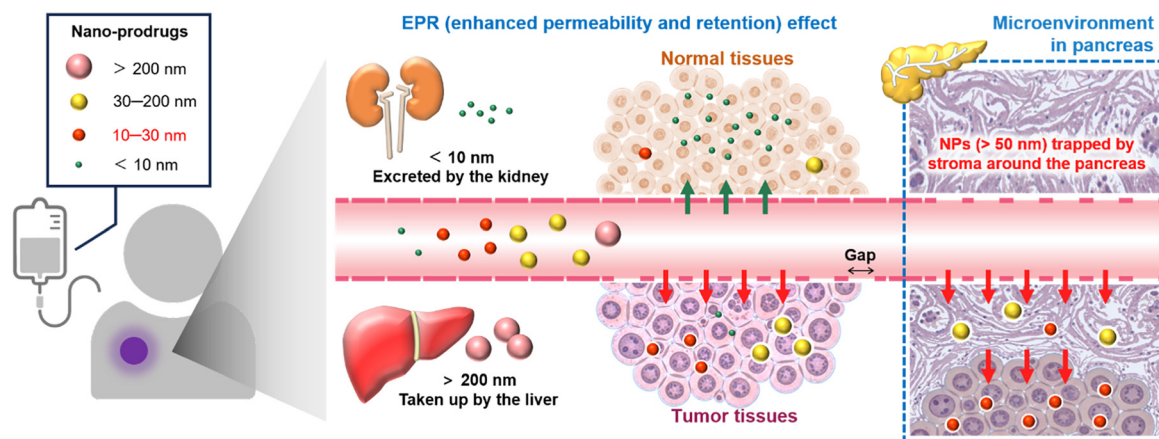 Nano-prodrugs
> 200 nm
30—200 nm
10—30 nm
< 10 nm
EPR (enhanced permeability and retention) effect
< 10 nm
Excreted by the kidney
Normal tissues
Gap
> 200 nm
Taken up by the liver
Tumor tissues
Microenvironment
in pancreas
NPs (> 50 nm) trapped by
stroma around the pancreas